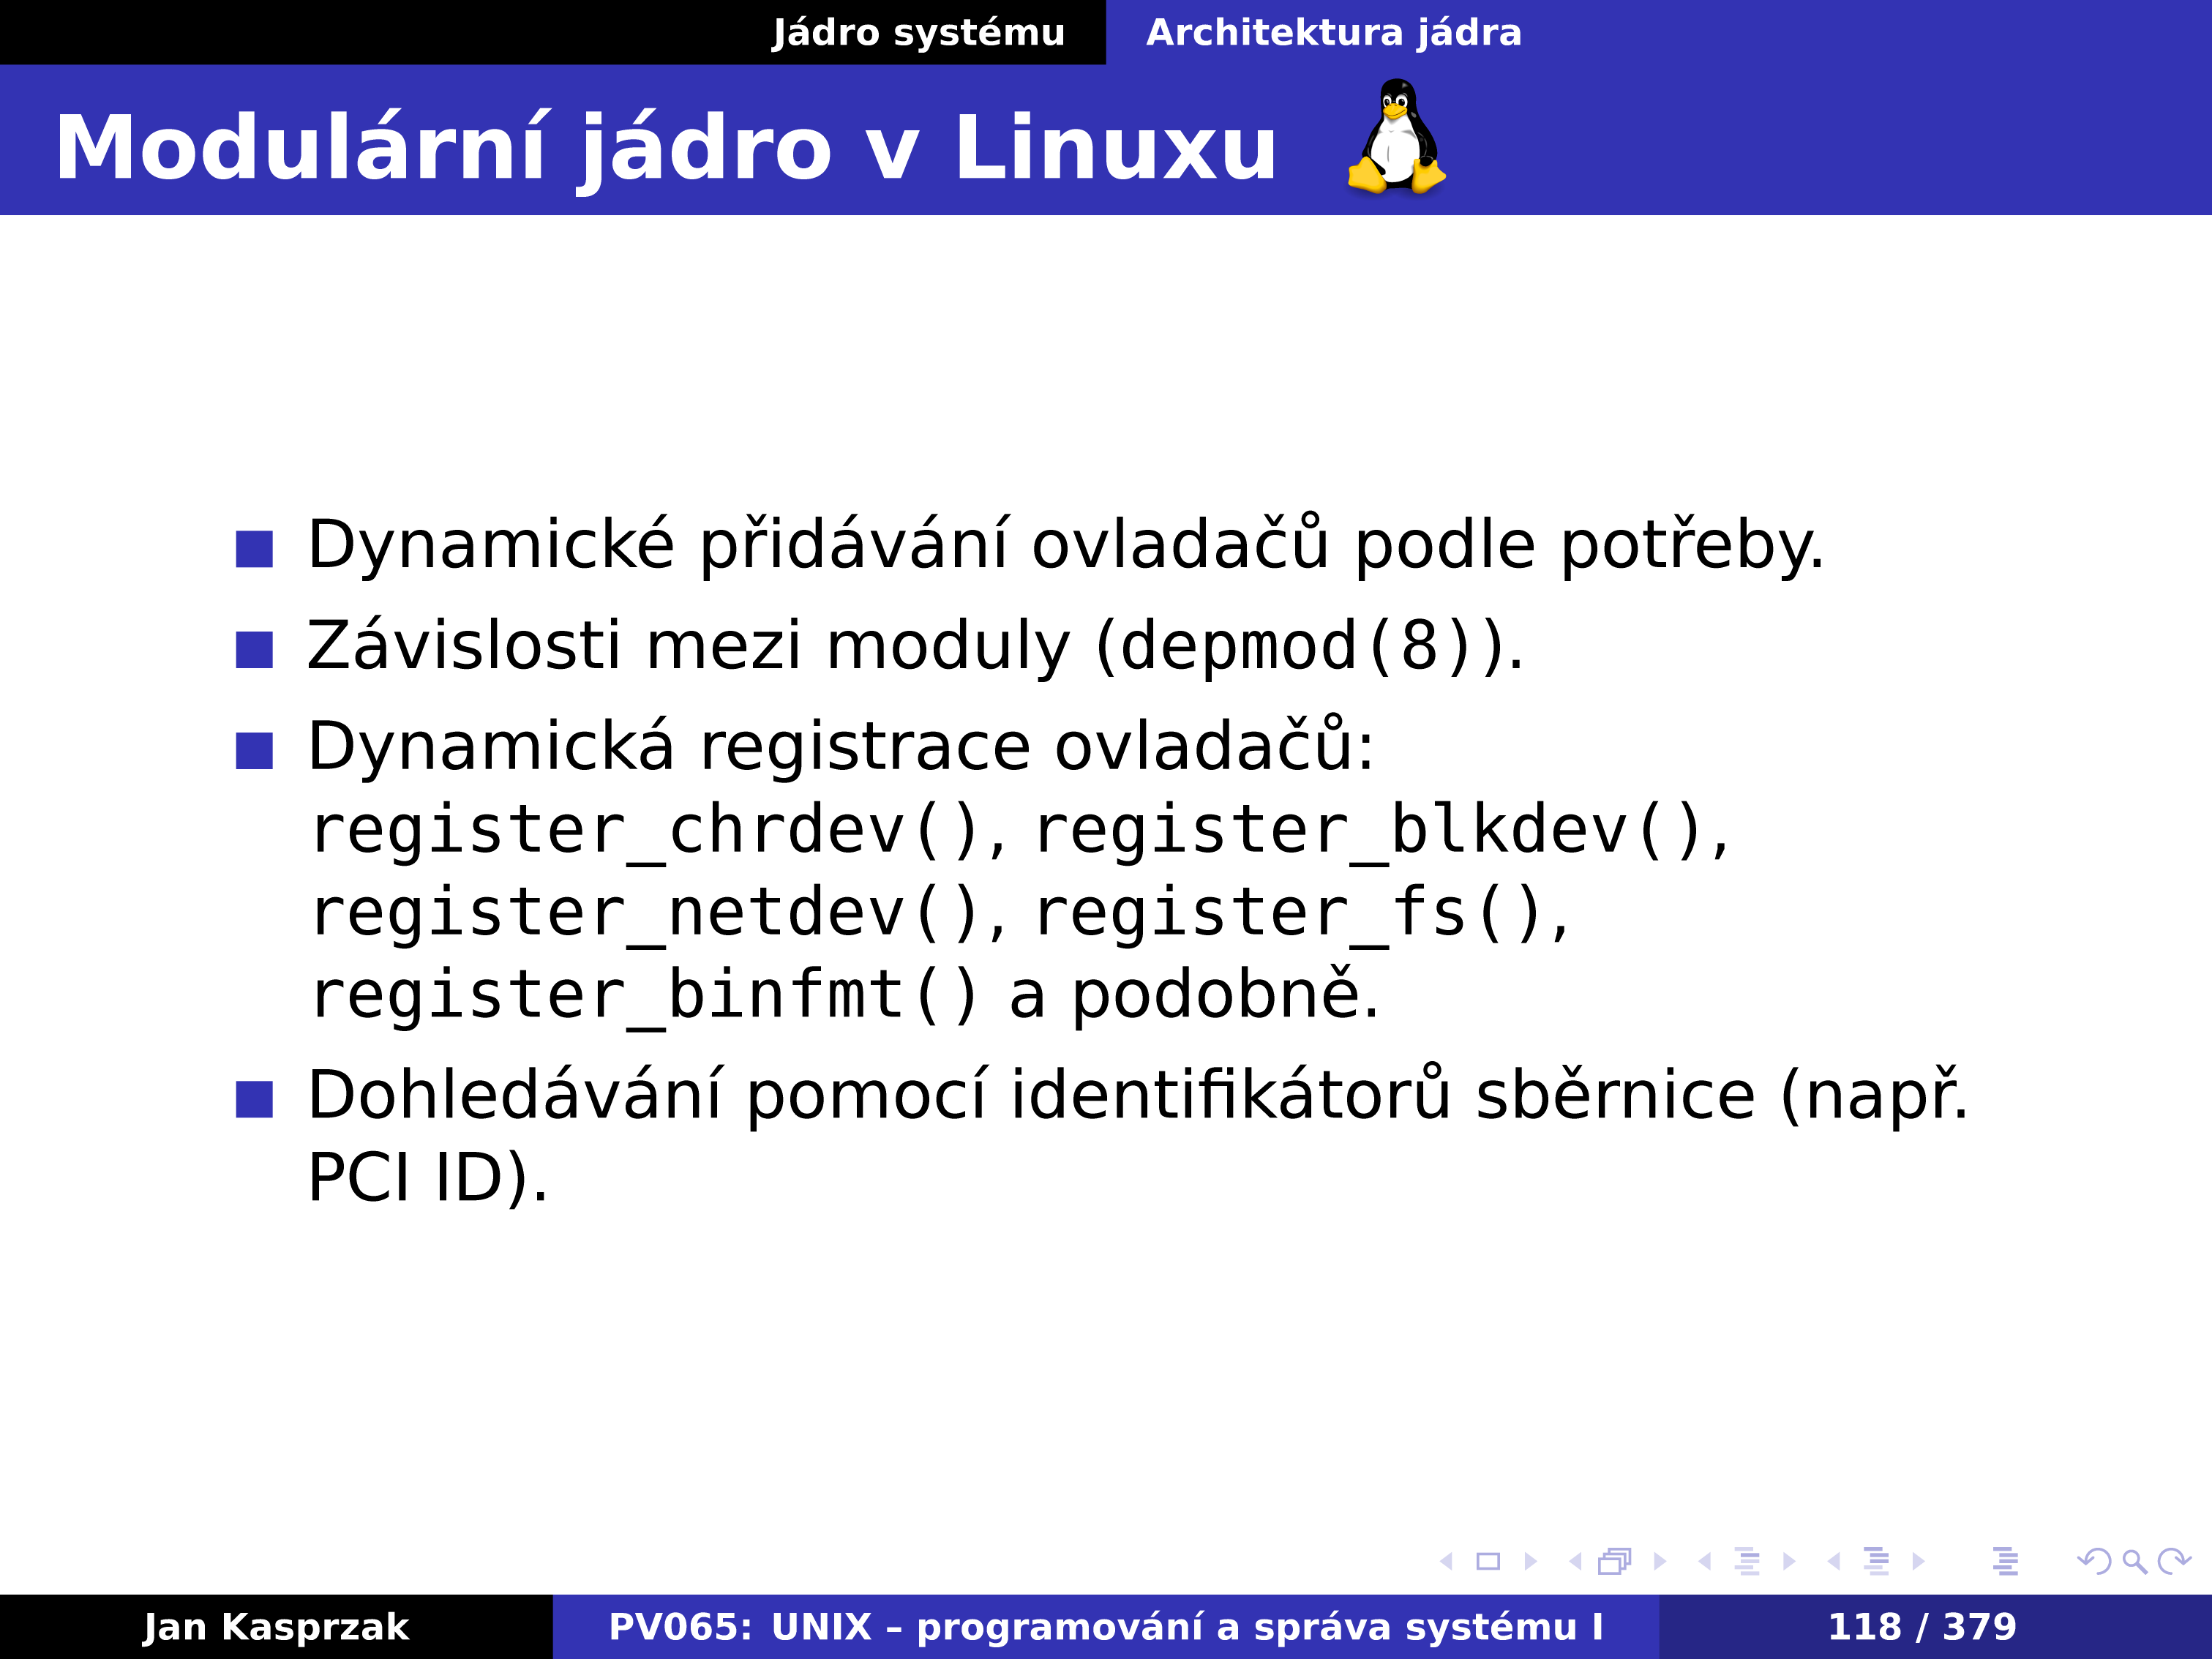 Jádro systému
Architektura jádra
Modulární jádro v Linuxu
Dynamické přidávání ovladačů podle potřeby.
Závislosti mezi moduly (depmod(8)).
Dynamická registrace ovladačů:
register_chrdev(), register_blkdev(),
register_netdev(), register_fs(),
register_binfmt() a podobně.
Dohledávání pomocí identifikátorů sběrnice (např.
PCI ID).
Jan Kasprzak
PV065: UNIX – programování a správa systému I
118 / 379